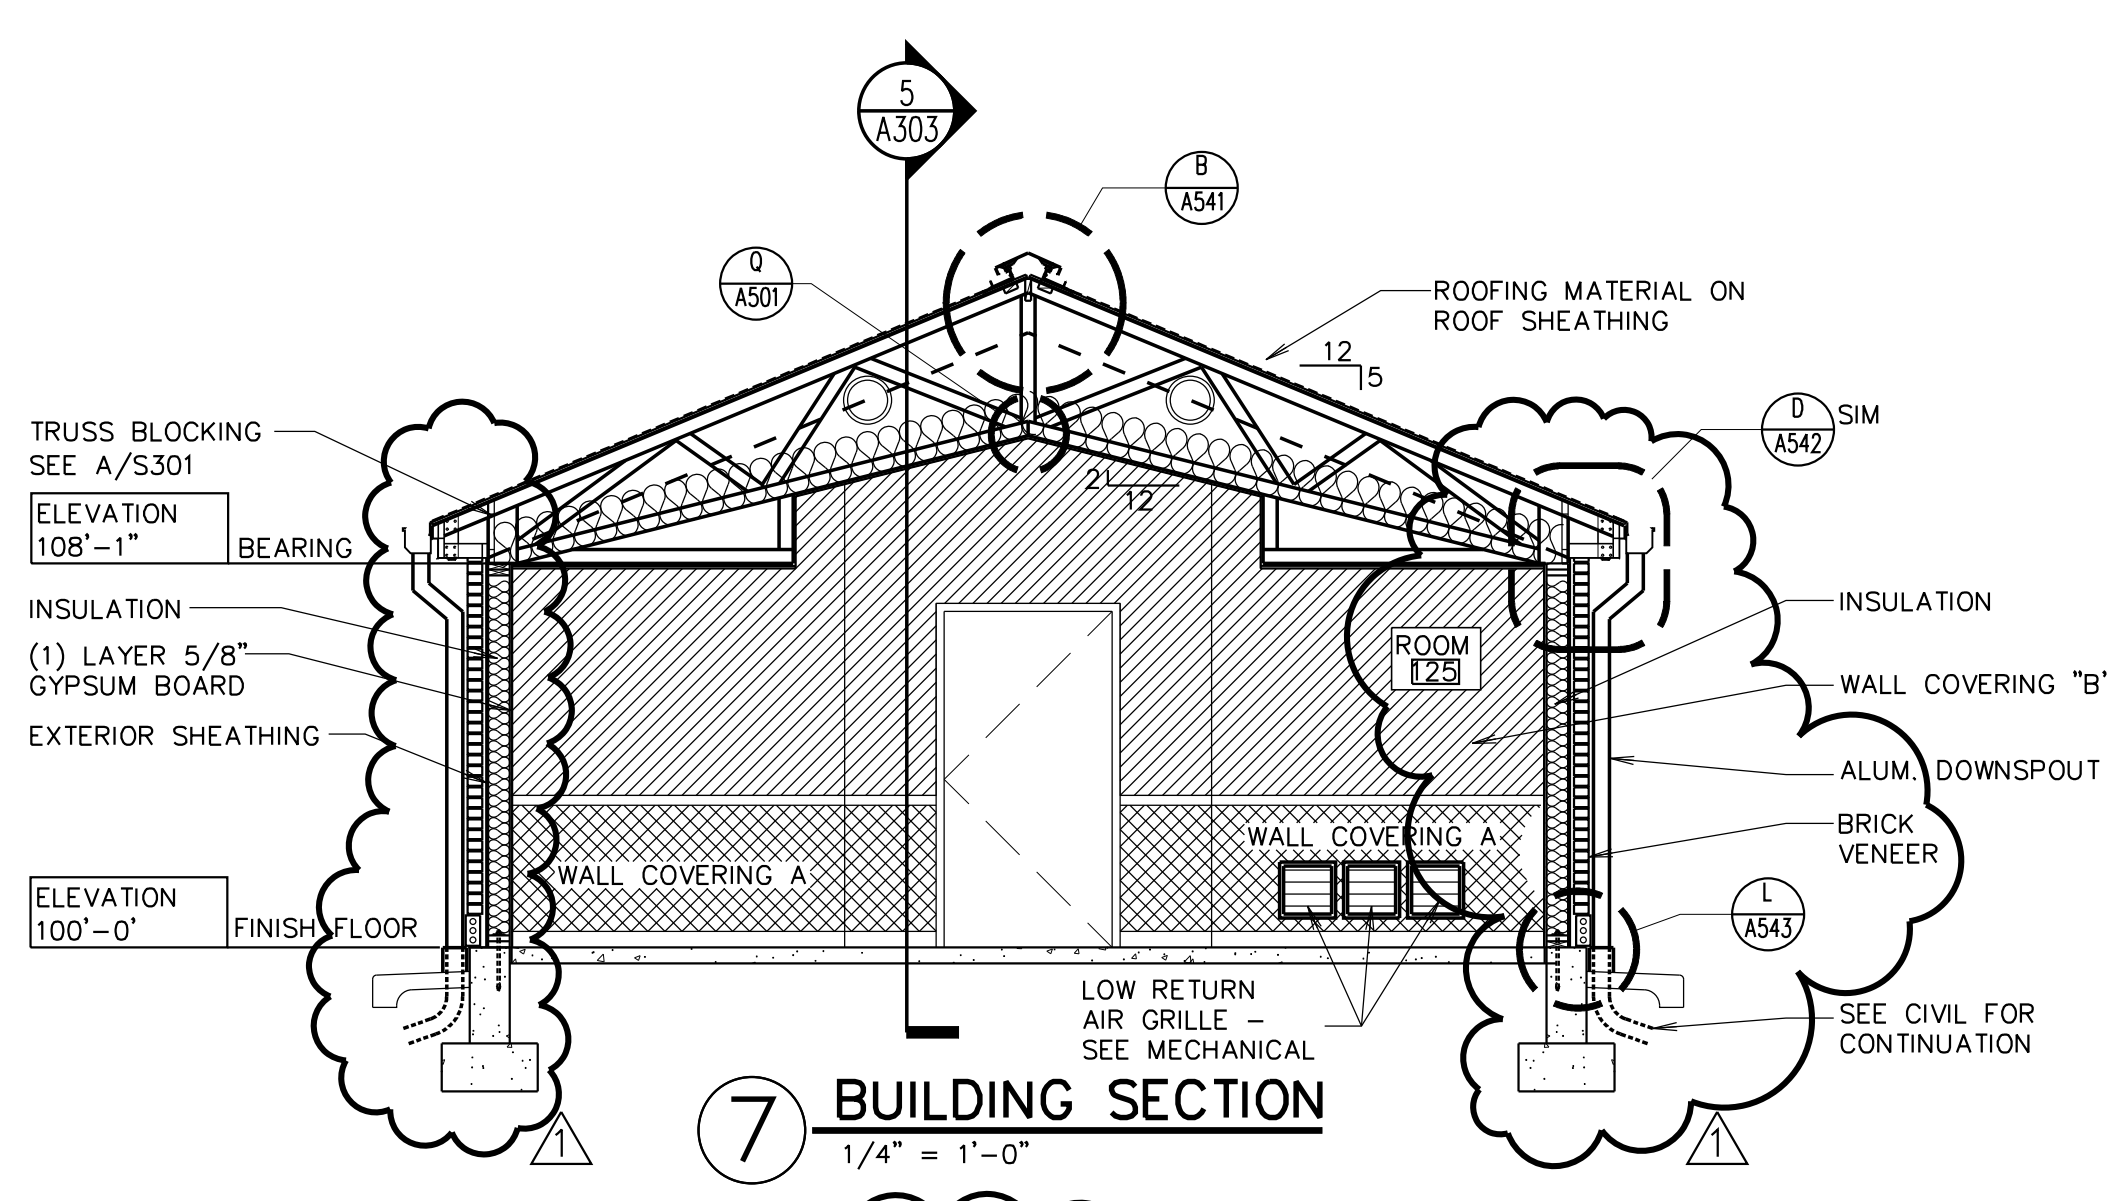 5
A303
B
A541
Q
A501
ROOFING MATERIAL ON
ROOF SHEATHING
12
5
D
A542
SIM
TRUSS BLOCKING
SEE A/S301
ELEVATION
108'-1"
BEARING
2
12
INSULATION
(1) LAYER 5/8"
GYPSUM BOARD
EXTERIOR SHEATHING
ROOM
125
INSULATION
WALL COVERING "B"
ALUM. DOWNSPOUT
BRICK
VENEER
WALL COVERING A
WALL COVERING A
ELEVATION
100'-0'
FINISH FLOOR
L
A543
LOW RETURN
AIR GRILLE -
SEE MECHANICAL
SEE CIVIL FOR
CONTINUATION
7
BUILDING SECTION
1/4" = 1'-0"
1
1